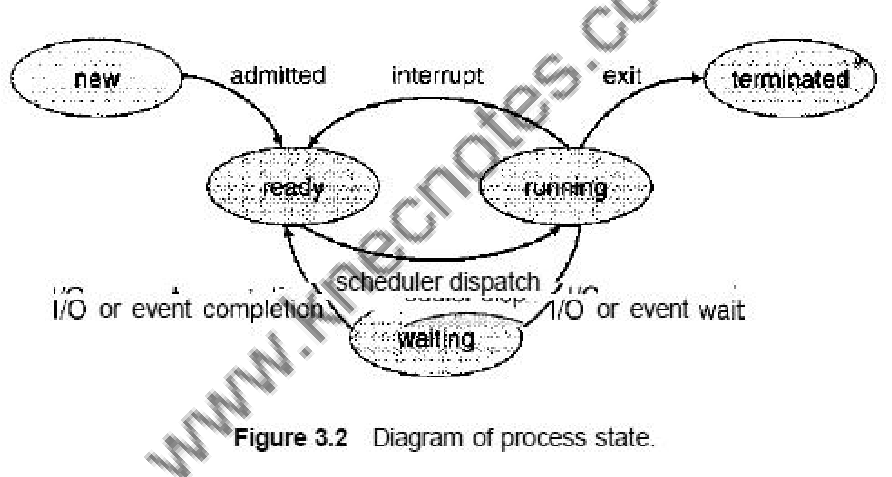 new
admitted
interrupt
exit
terminated
ready
running
scheduler dispatch
I/O or event completion
I/O or event wait
waiting
Figure 3.2 Diagram of process state.
www.knecnotes.co